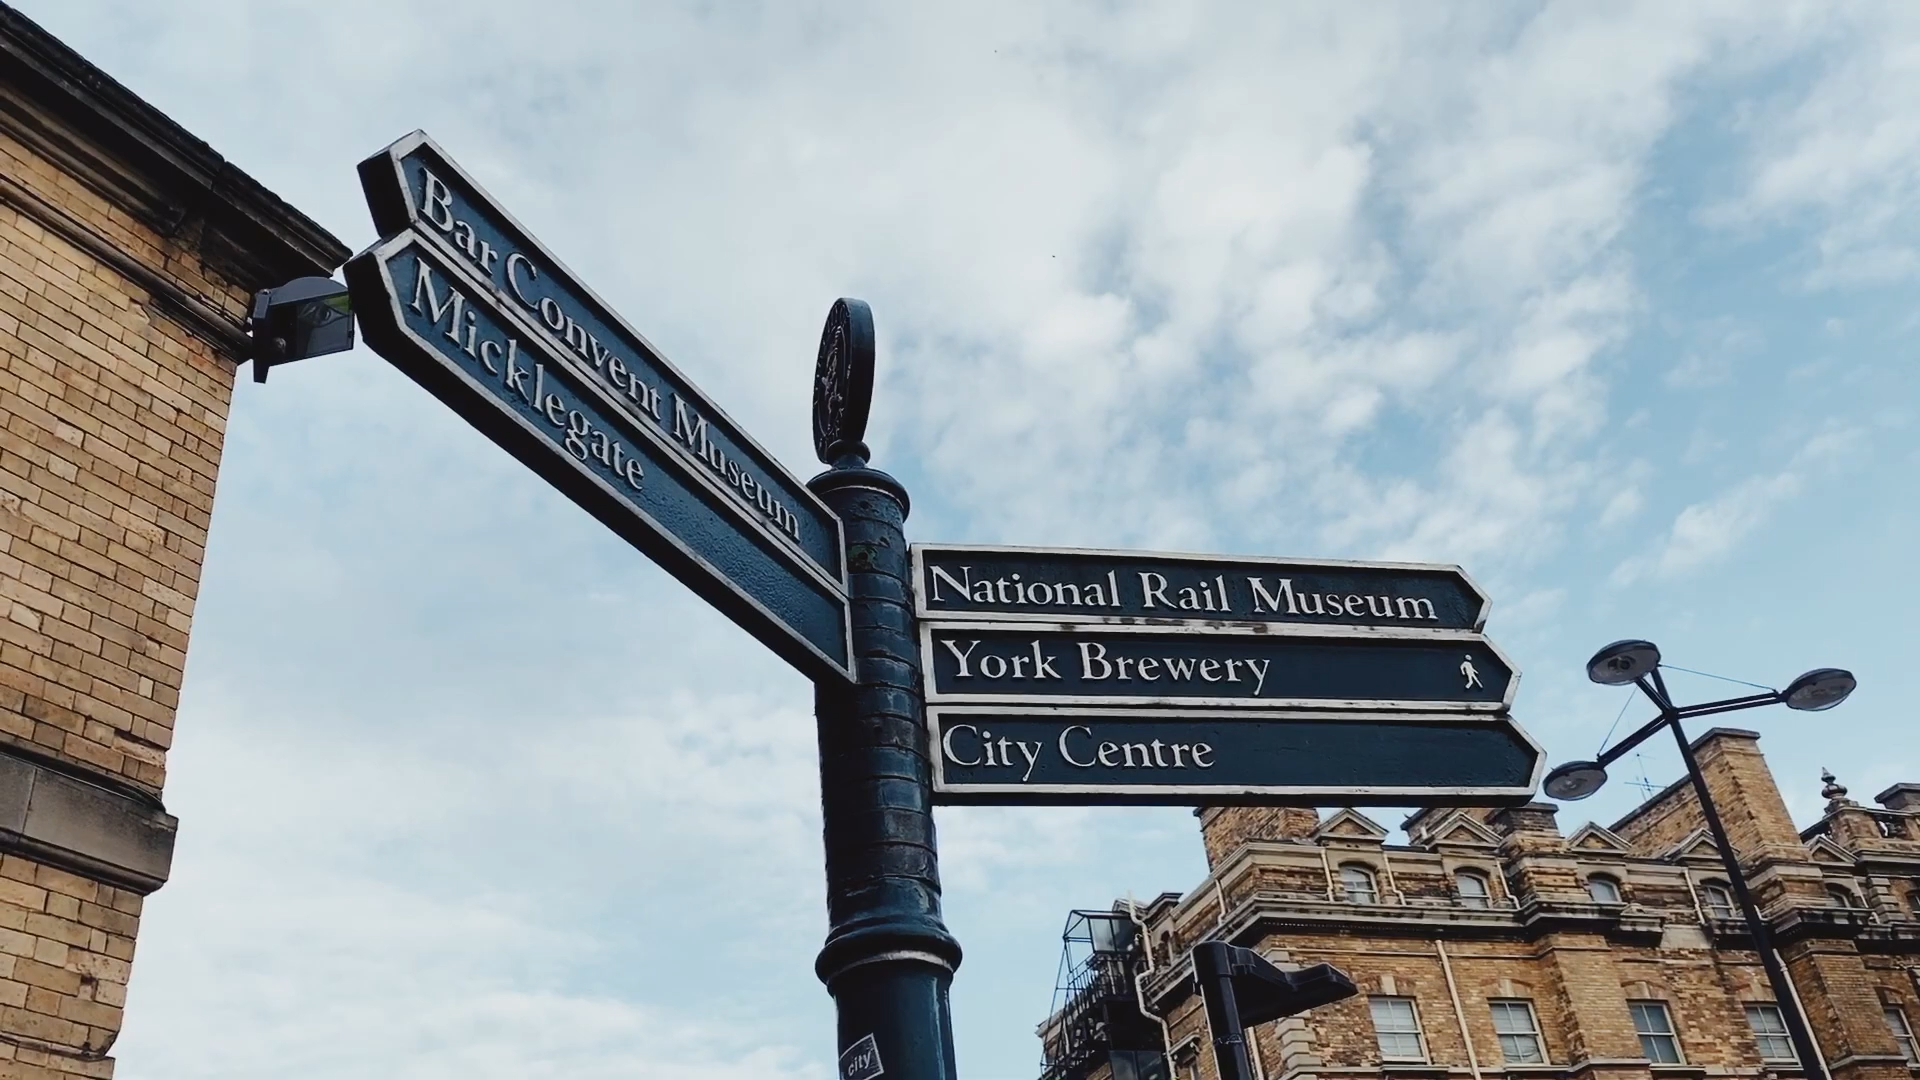 Bar Convent Museum
Micklegate
National Rail Museum
York Brewery
City Centre
city